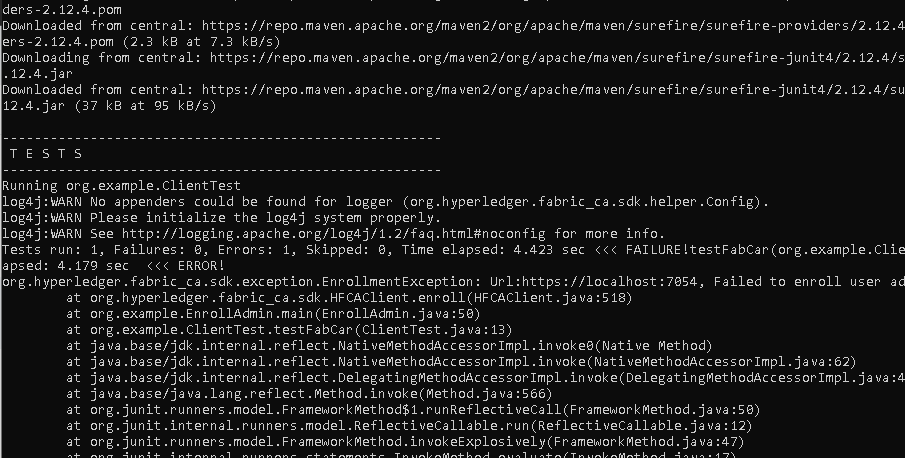 ders-2.12.4.pom
Downloaded from central: https://repo.maven.apache.org/maven2/org/apache/maven/surefire/surefire-providers/2.12.4
ers-2.12.4.pom (2.3 kB at 7.3 kB/s)
Downloading from central: https://repo.maven.apache.org/maven2/org/apache/maven/surefire/surefire-junit4/2.12.4/s
.12.4.jar
Downloaded from central: https://repo.maven.apache.org/maven2/org/apache/maven/surefire/surefire-junit4/2.12.4/su
12.4.jar (37 kB at 95 kB/s)
-------------------------------------------------------
T E S T S
-------------------------------------------------------
Running org.example.ClientTest
log4j:WARN No appenders could be found for logger (org.hyperledger.fabric_ca.sdk.helper.Config).
log4j:WARN Please initialize the log4j system properly.
log4j:WARN See http://logging.apache.org/log4j/1.2/faq.html#noconfig for more info.
Tests run: 1, Failures: 0, Errors: 1, Skipped: 0, Time elapsed: 4.423 sec <<< FAILURE!testFabCar(org.example.Clie
apsed: 4.179 sec  <<< ERROR!
org.hyperledger.fabric_ca.sdk.exception.EnrollmentException: Url:https://localhost:7054, Failed to enroll user ad
at org.hyperledger.fabric_ca.sdk.HFCAClient.enroll(HFCAClient.java:518)
at org.example.EnrollAdmin.main(EnrollAdmin.java:50)
at org.example.ClientTest.testFabCar(ClientTest.java:13)
at java.base/jdk.internal.reflect.NativeMethodAccessorImpl.invoke0(Native Method)
at java.base/jdk.internal.reflect.NativeMethodAccessorImpl.invoke(NativeMethodAccessorImpl.java:62)
at java.base/jdk.internal.reflect.DelegatingMethodAccessorImpl.invoke(DelegatingMethodAccessorImpl.java:4
at java.base/java.lang.reflect.Method.invoke(Method.java:566)
at org.junit.runners.model.FrameworkMethod$1.runReflectiveCall(FrameworkMethod.java:50)
at org.junit.internal.runners.model.ReflectiveCallable.run(ReflectiveCallable.java:12)
at org.junit.runners.model.FrameworkMethod.invokeExplosively(FrameworkMethod.java:47)
at org.junit.internal.runners.statements.InvokeMethod.evaluate(InvokeMethod.java:17)